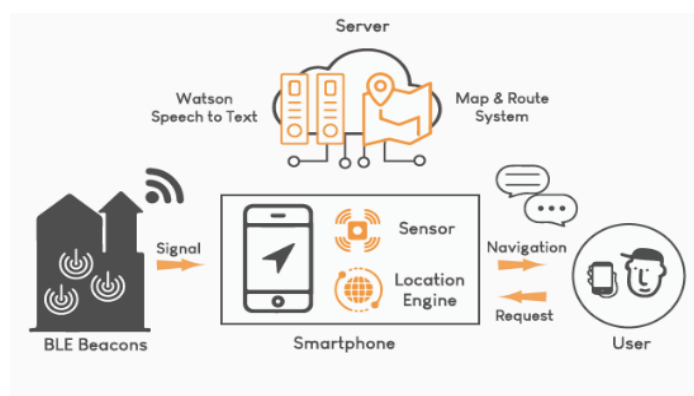 Server
Watson
Speech to Text
Map & Route
System
Signal
Sensor
Location
Engine
Navigation
Request
BLE Beacons
Smartphone
User